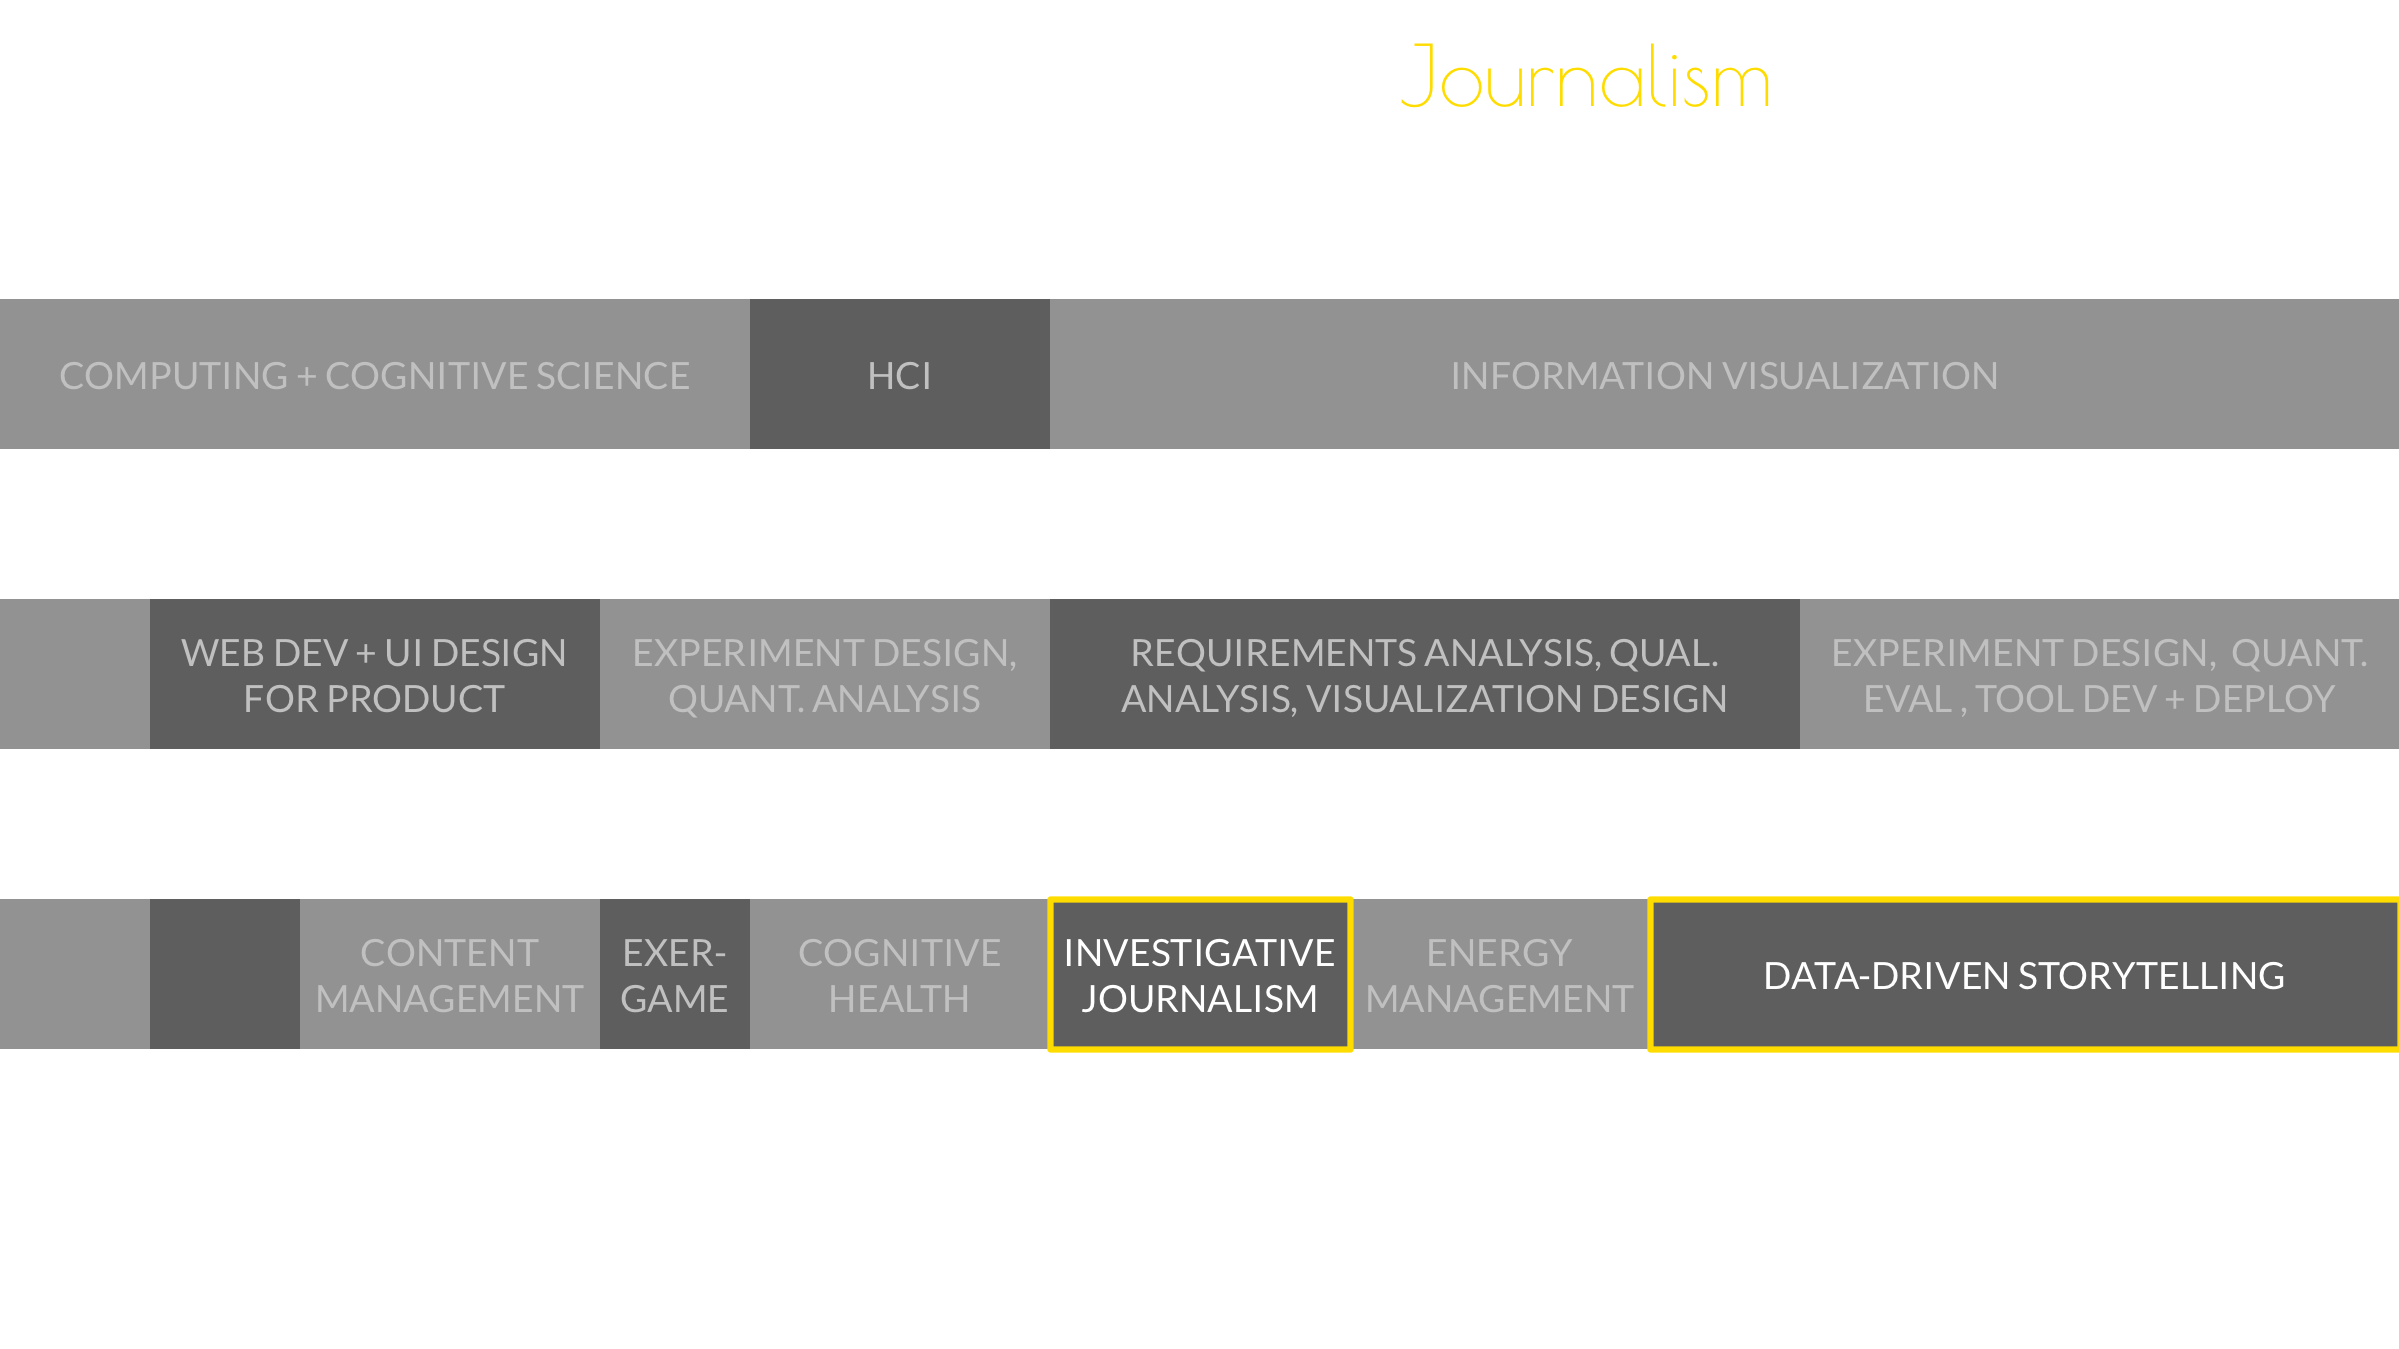 Journalism
COMPUTING + COGNITIVE SCIENCE
HCI
INFORMATION VISUALIZATION
WEB DEV + UI DESIGN
FOR PRODUCT
EXPERIMENT DESIGN,
QUANT. ANALYSIS
REQUIREMENTS ANALYSIS, QUAL.
ANALYSIS, VISUALIZATION DESIGN
EXPERIMENT DESIGN, QUANT.
EVAL , TOOL DEV + DEPLOY
CONTENT
MANAGEMENT
EXER-
GAME
COGNITIVE
HEALTH
INVESTIGATIVE
JOURNALISM
ENERGY
MANAGEMENT
DATA-DRIVEN STORYTELLING